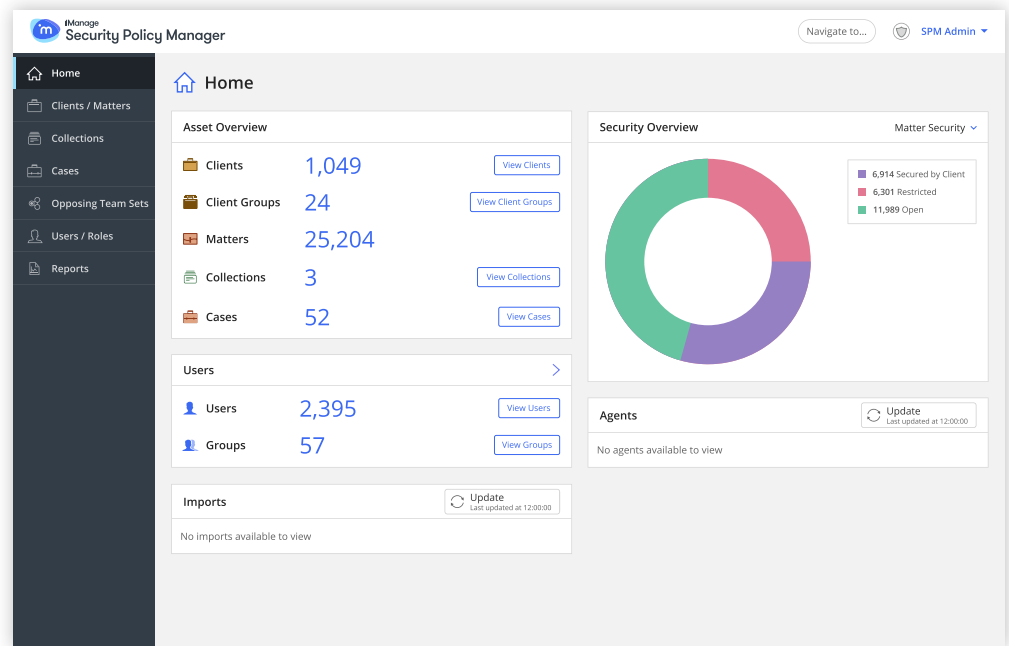 iManage
Security Policy Manager
Navigate to...
SPM Admin
Home
Clients / Matters
Collections
Cases
Opposing Team Sets
Users / Roles
Reports
Home
Asset Overview
Clients 1,049 View Clients
Client Groups 24 View Client Groups
Matters 25,204
Collections 3 View Collections
Cases 52 View Cases
Users
Users 2,395 View Users
Groups 57 View Groups
Imports
Update
Last updated at 12:00:00
No imports available to view
Security Overview
Matter Security
6,914 Secured by Client
6,301 Restricted
11,989 Open
Agents
Update
Last updated at 12:00:00
No agents available to view